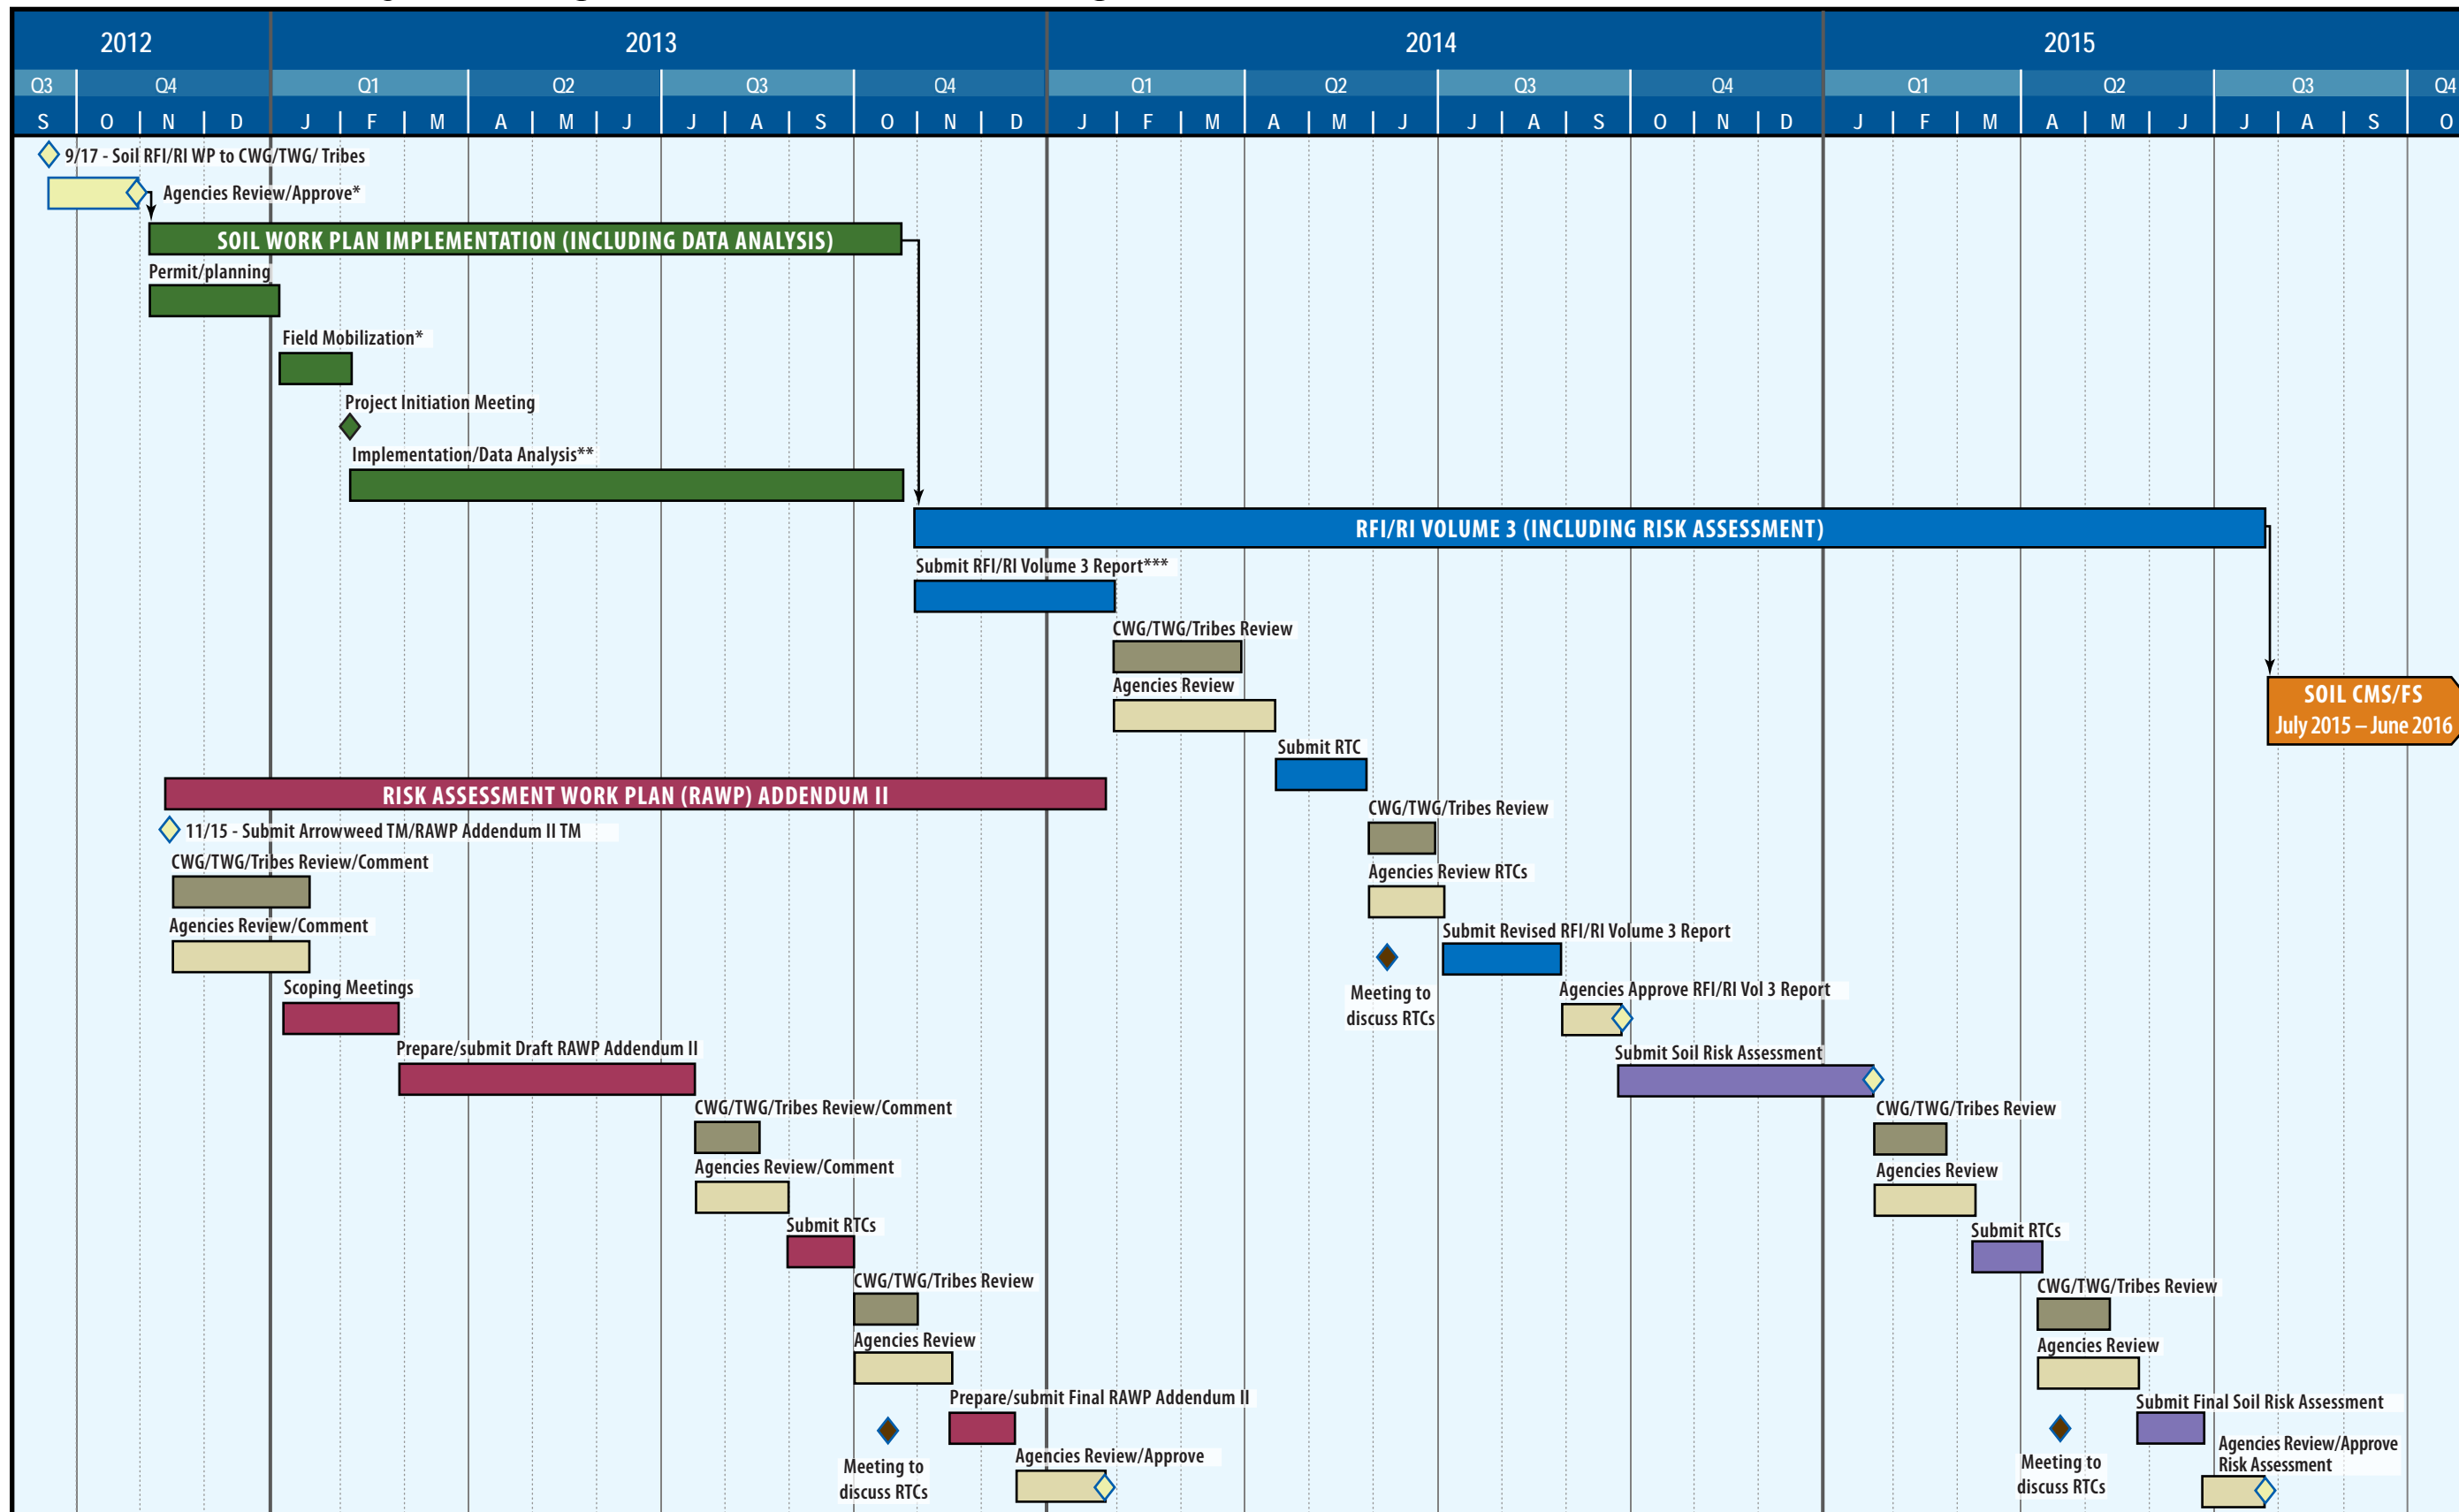 2012 2013 2014 2015
Q3 Q4 Q1 Q2 Q3 Q4 Q1 Q2 Q3 Q4 Q1 Q2 Q3 Q4
S O N D J F M A M J J A S O N D J F M A M J J A S O N D J F M A M J J A S O
9/17 - Soil RFI/RI WP to CWG/TWG/ Tribes
Agencies Review/Approve*
SOIL WORK PLAN IMPLEMENTATION (INCLUDING DATA ANALYSIS)
Permit/planning
Field Mobilization*
Project Initiation Meeting
Implementation/Data Analysis**
RFI/RI VOLUME 3 (INCLUDING RISK ASSESSMENT)
Submit RFI/RI Volume 3 Report***
CWG/TWG/Tribes Review
Agencies Review
SOIL CMS/FS
July 2015 – June 2016
Submit RTC
RISK ASSESSMENT WORK PLAN (RAWP) ADDENDUM II
CWG/TWG/Tribes Review
11/15 - Submit Arrowweed TM/RAWP Addendum II TM
CWG/TWG/Tribes Review/Comment
Agencies Review RTCs
Agencies Review/Comment
Submit Revised RFI/RI Volume 3 Report
Scoping Meetings
Meeting to
discuss RTCs
Agencies Approve RFI/RI Vol 3 Report
Prepare/submit Draft RAWP Addendum II
Submit Soil Risk Assessment
CWG/TWG/Tribes Review/Comment
CWG/TWG/Tribes Review
Agencies Review/Comment
Agencies Review
Submit RTCs
Submit RTCs
CWG/TWG/Tribes Review
CWG/TWG/Tribes Review
Agencies Review
Agencies Review
Prepare/submit Final RAWP Addendum II
Submit Final Soil Risk Assessment
Meeting to
discuss RTCs
Agencies Review/Approve
Meeting to
discuss RTCs
Agencies Review/Approve
Risk Assessment